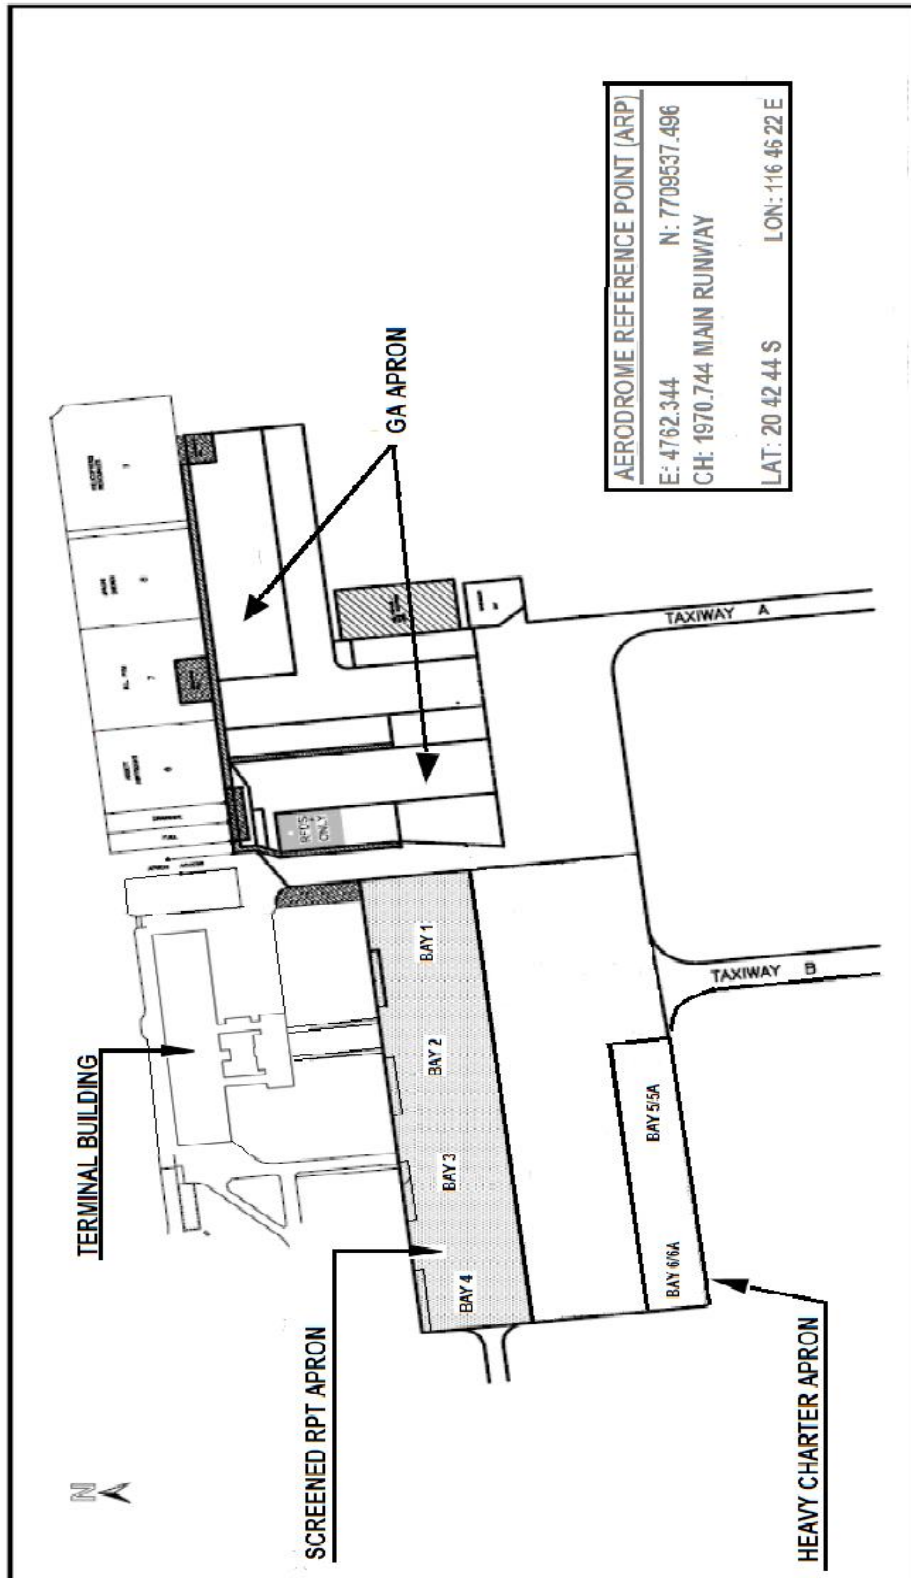 N
TERMINAL BUILDING
SCREENED RPT APRON
HEAVY CHARTER APRON
GA APRON
BAY 4
BAY 3
BAY 2
BAY 1
BAY 6/6A
BAY 5/5A
RFDS
ONLY
FUEL
TAXIWAY B
TAXIWAY A
AERODROME REFERENCE POINT (ARP)
E: 4762.344 N: 7709537.496
CH: 1970.744 MAIN RUNWAY
LAT: 20 42 44 S LON: 116 46 22 E